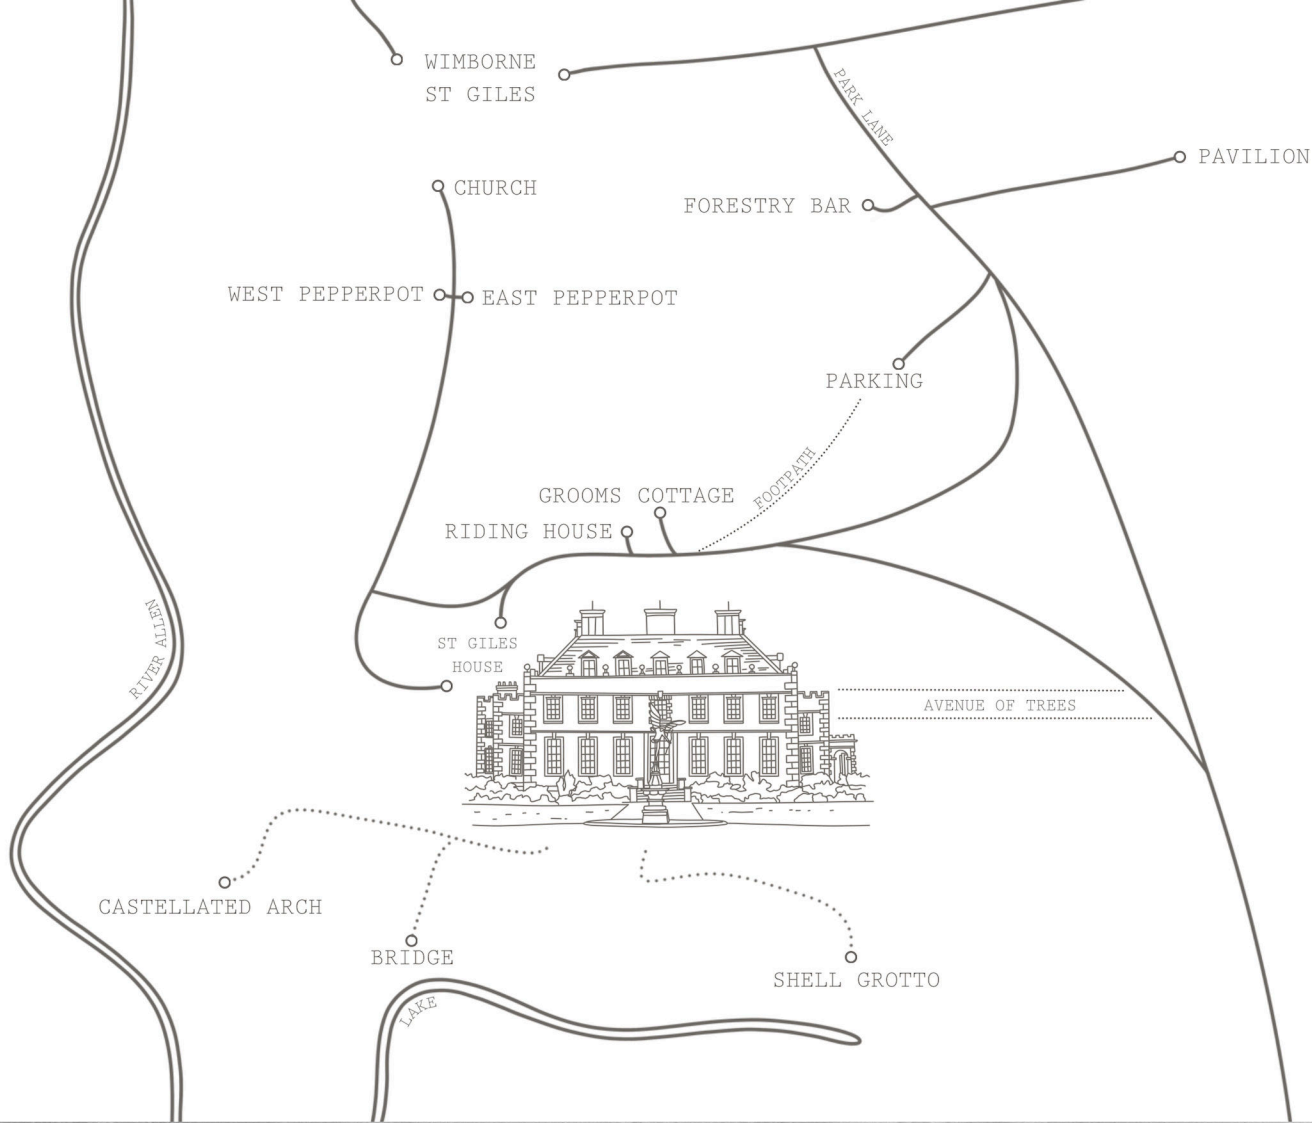 WIMBORNE
ST GILES
PARK LANE
PAVILION
CHURCH
FORESTRY BAR
WEST PEPPERPOT
EAST PEPPERPOT
PARKING
FOOTPATH
GROOMS COTTAGE
RIDING HOUSE
RIVER ALLEN
ST GILES
HOUSE
AVENUE OF TREES
CASTELLATED ARCH
BRIDGE
SHELL GROTTO
LAKE